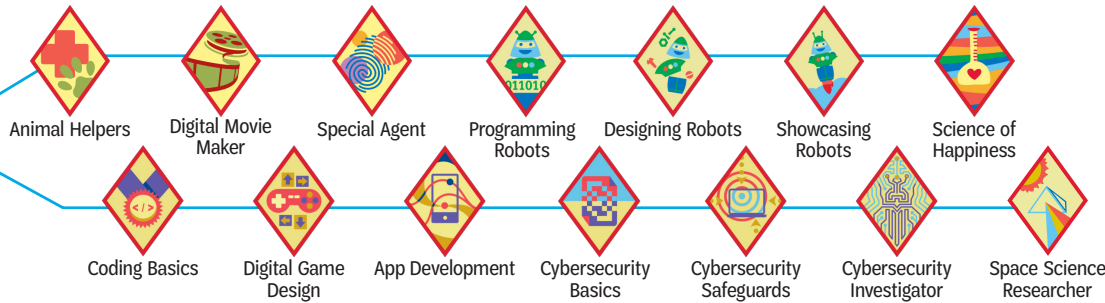 011010
Animal Helpers
Digital Movie
Maker
Special Agent
Programming
Robots
Designing Robots
Showcasing
Robots
Science of
Happiness
</>
Coding Basics
Digital Game
Design
App Development
Cybersecurity
Basics
Cybersecurity
Safeguards
Cybersecurity
Investigator
Space Science
Researcher